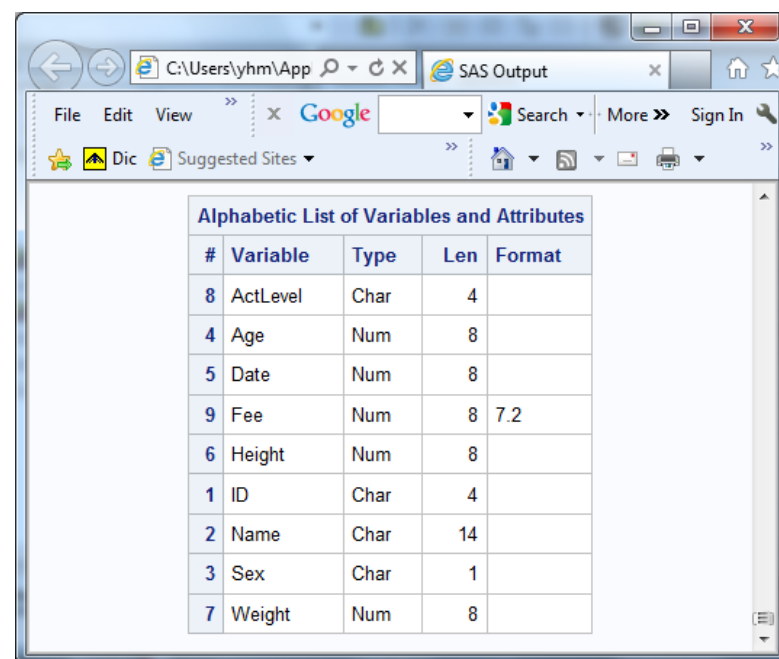 C:\Users\yhm\App
SAS Output
File Edit View » x Google Search More » Sign In
Dic Suggested Sites » »
Alphabetic List of Variables and Attributes
# Variable Type Len Format
8 ActLevel Char 4
4 Age Num 8
5 Date Num 8
9 Fee Num 8 7.2
6 Height Num 8
1 ID Char 4
2 Name Char 14
3 Sex Char 1
7 Weight Num 8